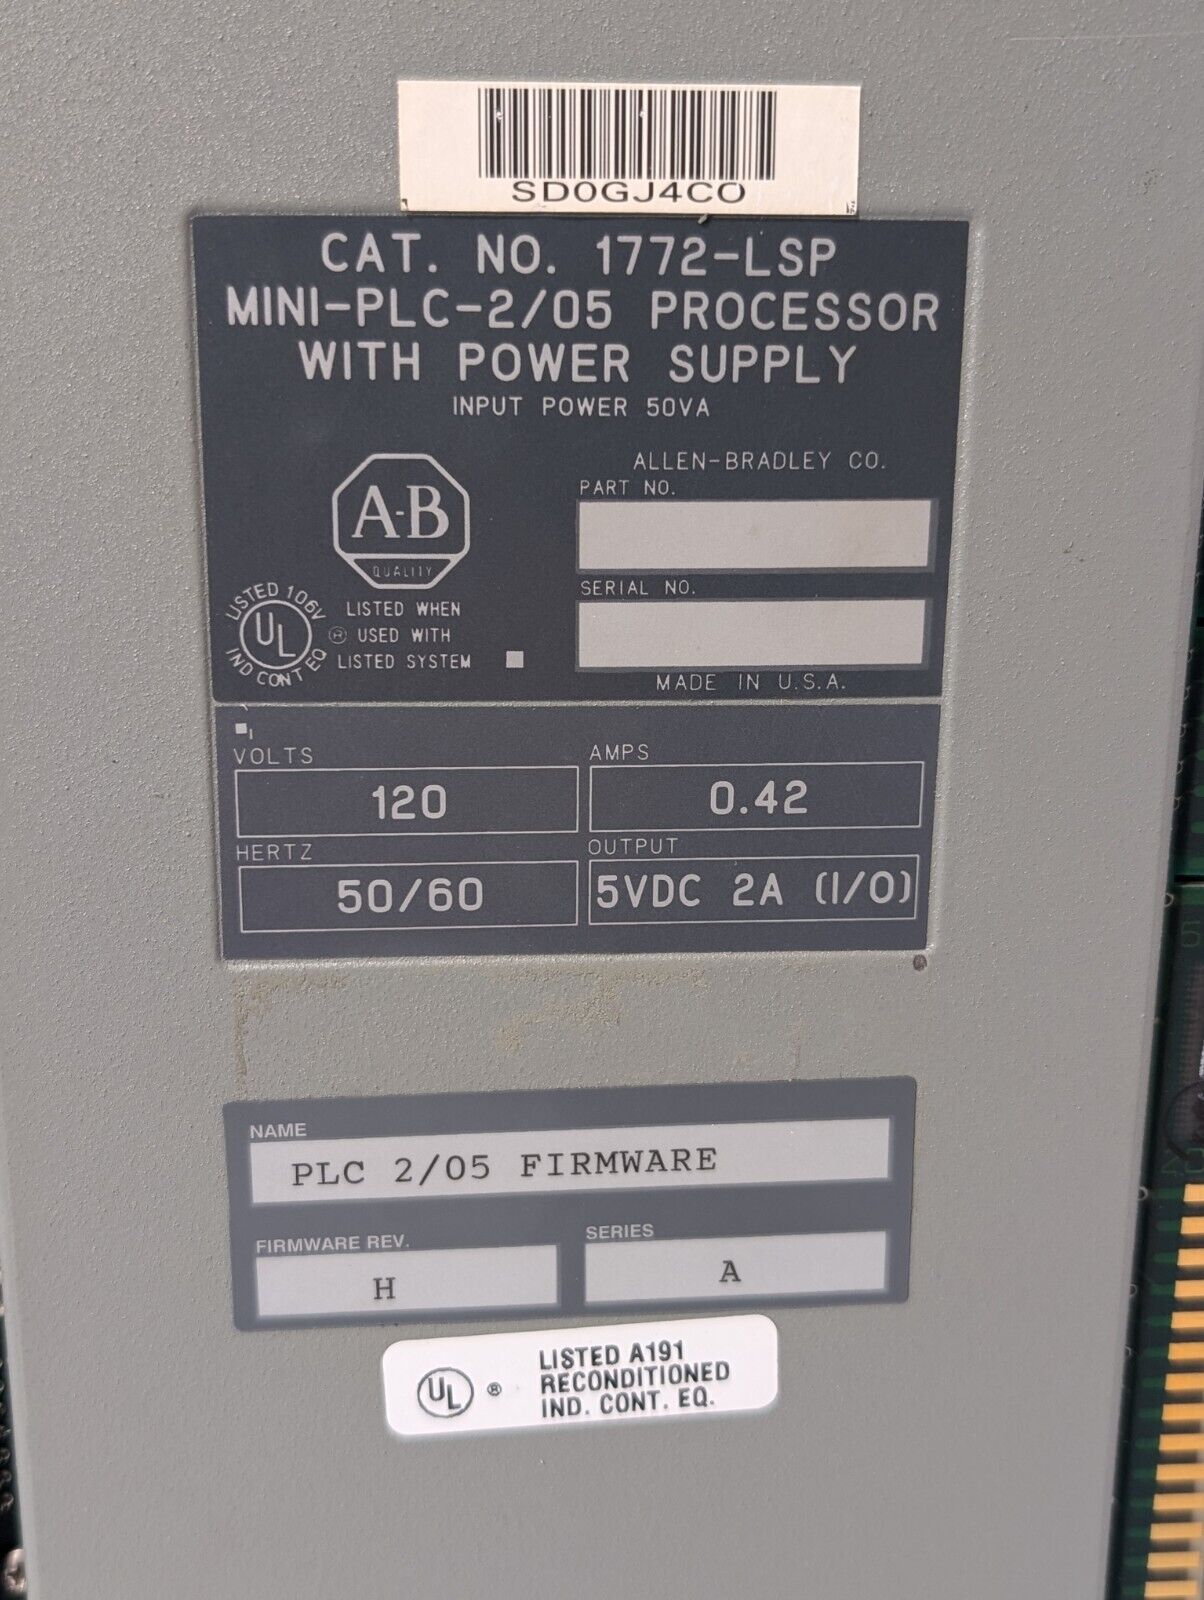 SD0GJ4CO
CAT. NO. 1772-LSP
MINI-PLC-2/05 PROCESSOR
WITH POWER SUPPLY
INPUT POWER 50VA
ALLEN-BRADLEY CO.
PART NO.
A-B
QUALITY
SERIAL NO.
LISTED 106V
UL
IND CONT EQ
®
LISTED WHEN
USED WITH
LISTED SYSTEM
MADE IN U.S.A.
VOLTS
120
AMPS
0.42
HERTZ
50/60
OUTPUT
5VDC 2A (I/O)
NAME
PLC 2/05 FIRMWARE
FIRMWARE REV.
H
SERIES
A
UL ®
LISTED A191
RECONDITIONED
IND. CONT. EQ.